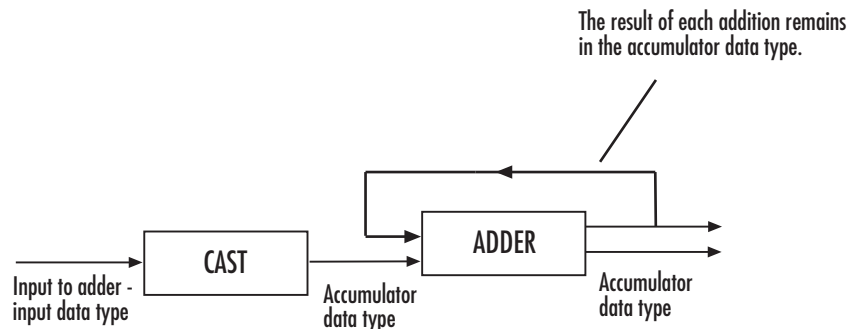 The result of each addition remains
in the accumulator data type.
CAST
ADDER
Input to adder -
input data type
Accumulator
data type
Accumulator
data type